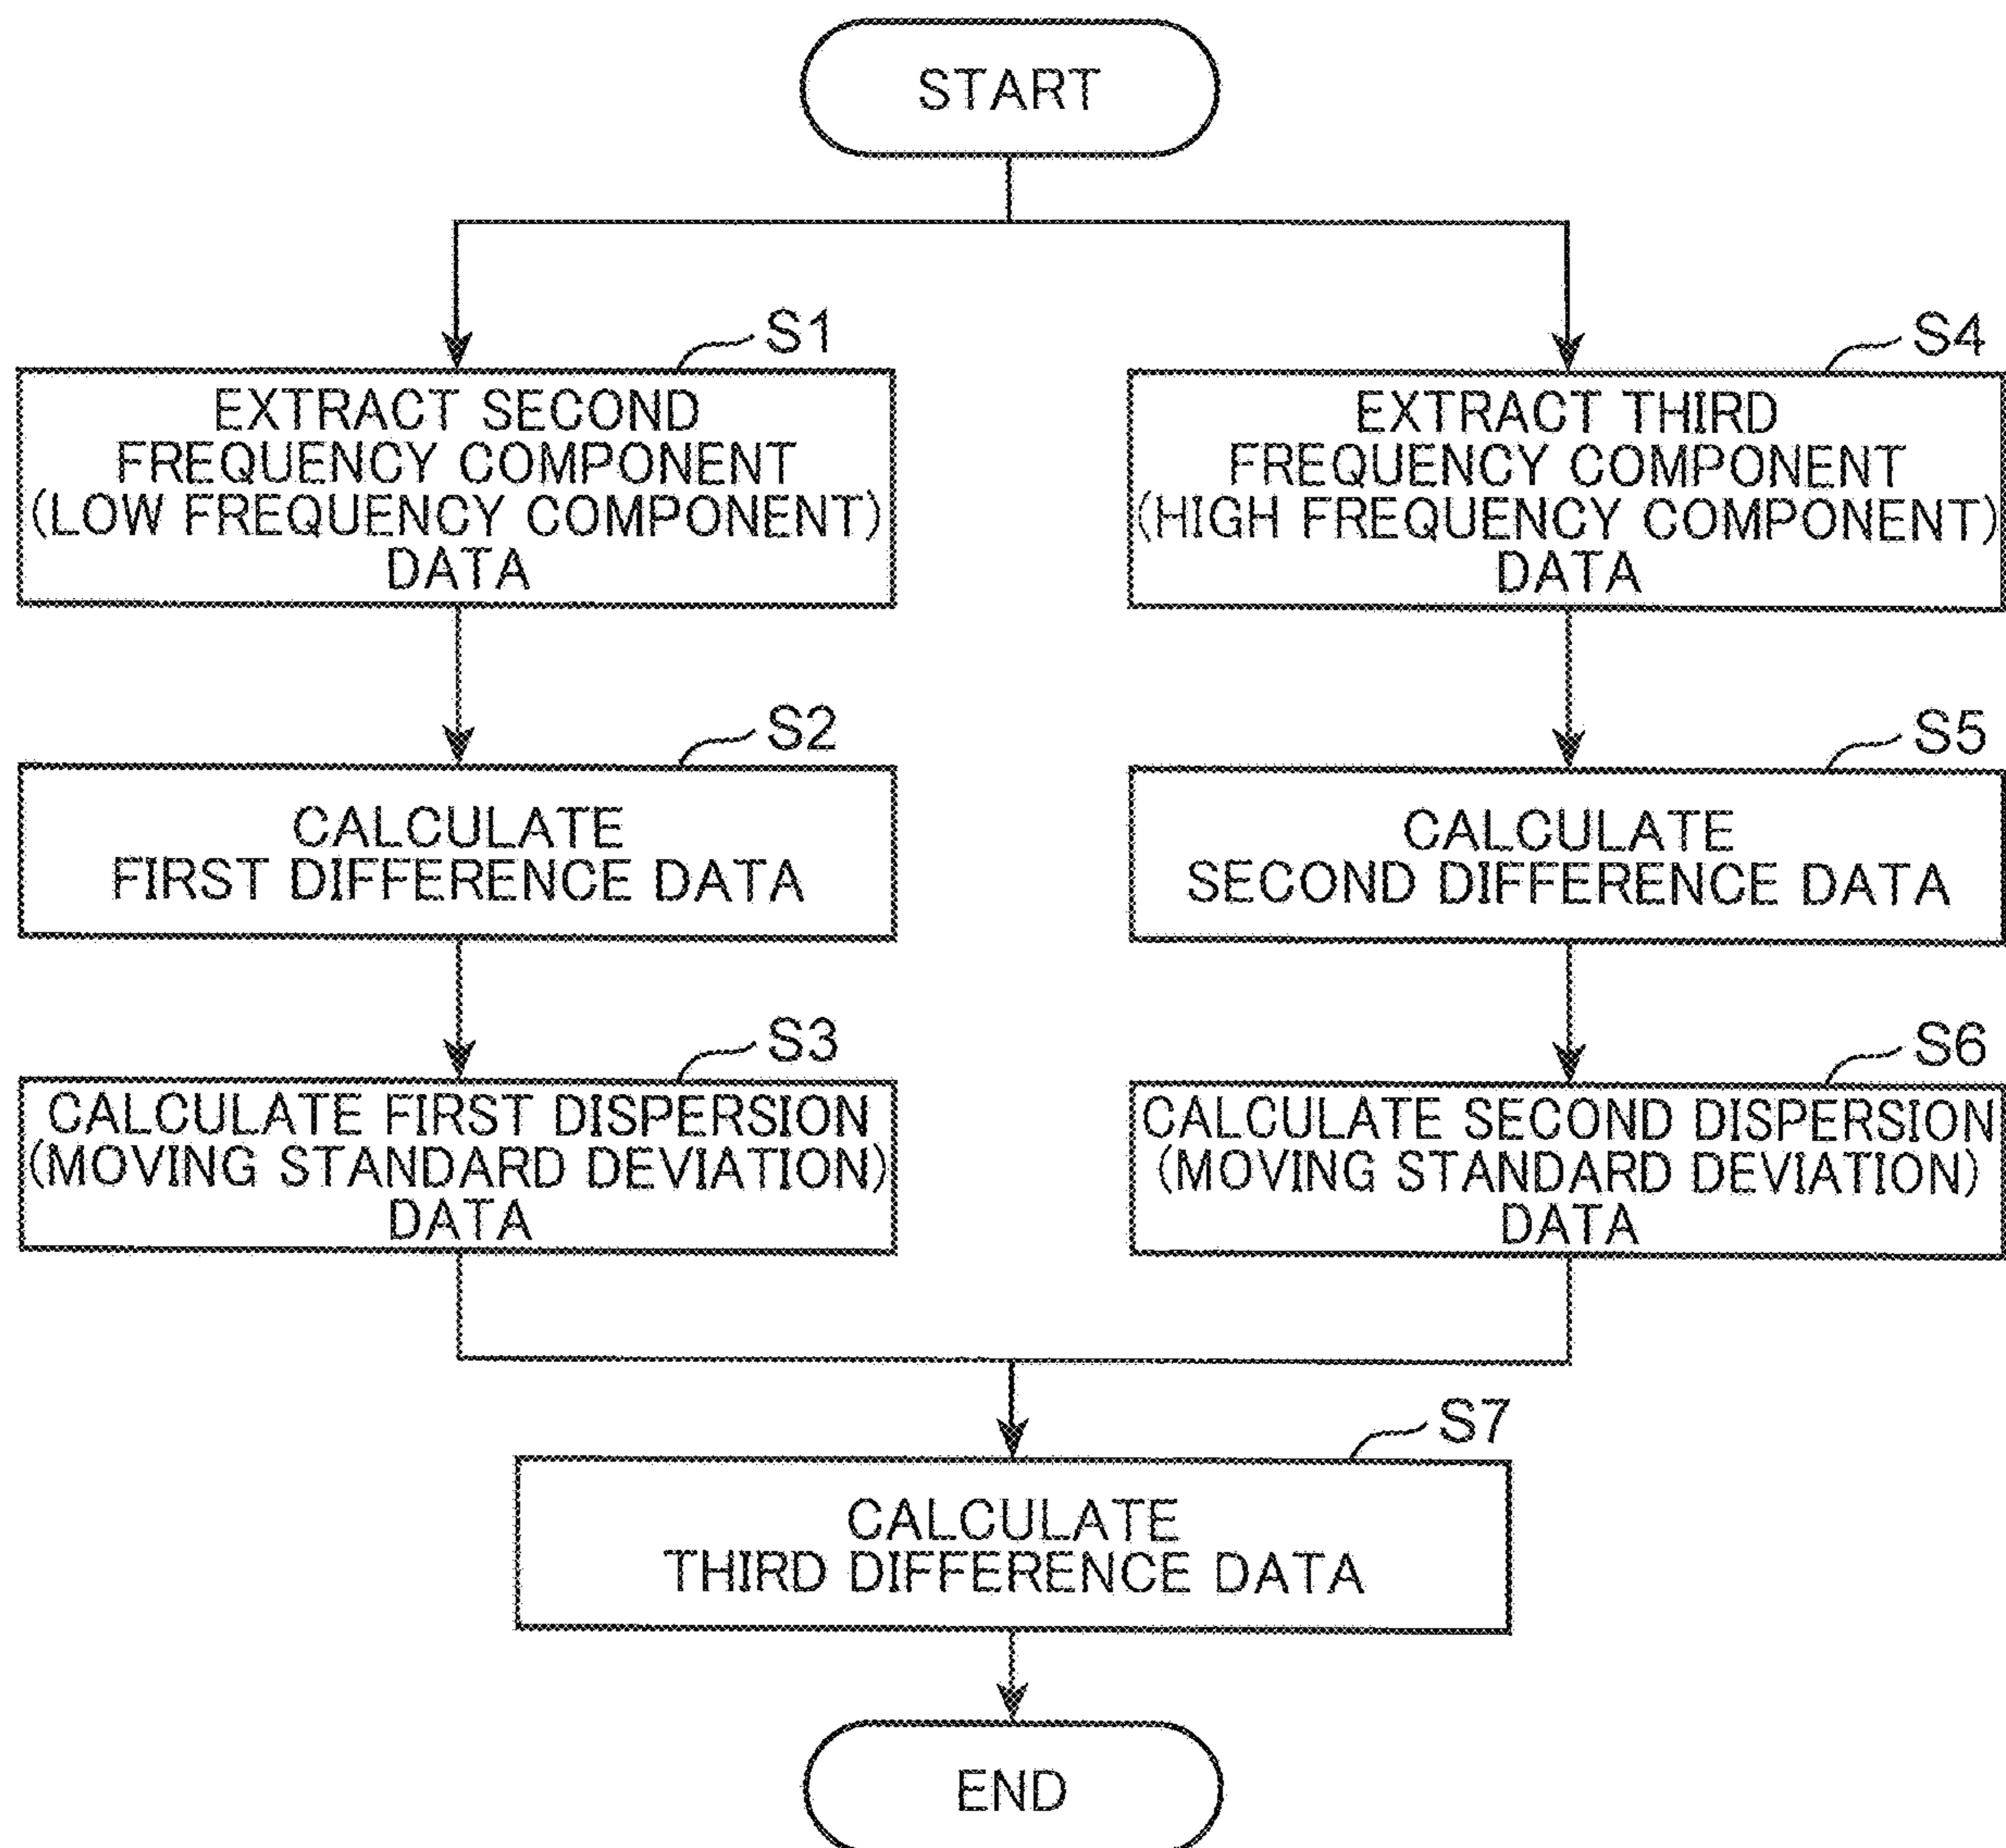 START
S1
EXTRACT SECOND
FREQUENCY COMPONENT
(LOW FREQUENCY COMPONENT)
DATA
S2
CALCULATE
FIRST DIFFERENCE DATA
S3
CALCULATE FIRST DISPERSION
(MOVING STANDARD DEVIATION)
DATA
S4
EXTRACT THIRD
FREQUENCY COMPONENT
(HIGH FREQUENCY COMPONENT)
DATA
S5
CALCULATE
SECOND DIFFERENCE DATA
S6
CALCULATE SECOND DISPERSION
(MOVING STANDARD DEVIATION)
DATA
S7
CALCULATE
THIRD DIFFERENCE DATA
END